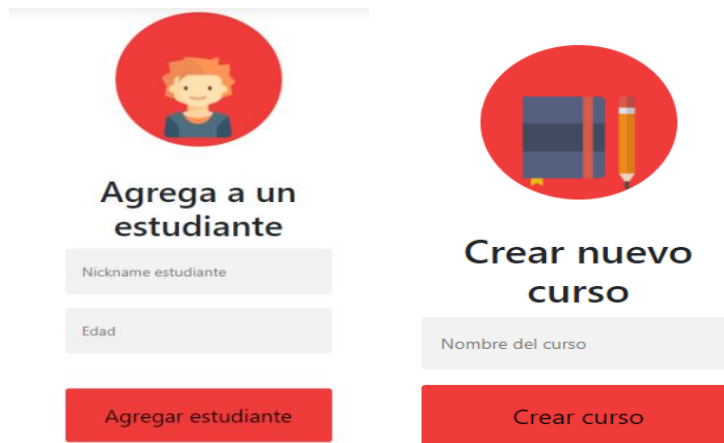 Agrega a un
estudiante
Nickname estudiante
Edad
Agregar estudiante
Crear nuevo
curso
Nombre del curso
Crear curso